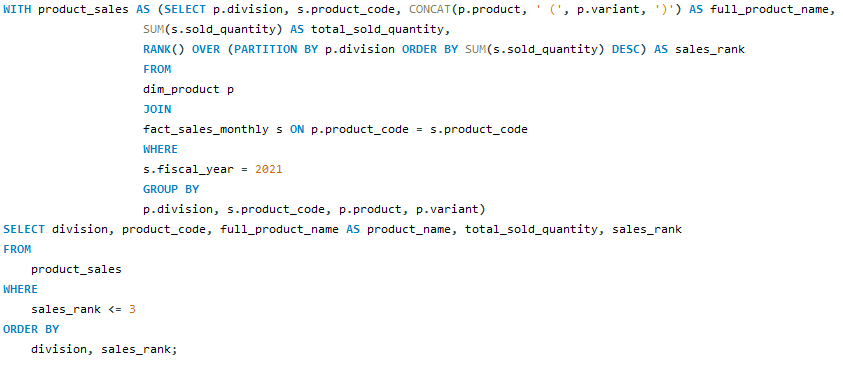 WITH product_sales AS (SELECT p.division, s.product_code, CONCAT(p.product, ' (', p.variant, ')') AS full_product_name,
SUM(s.sold_quantity) AS total_sold_quantity,
RANK() OVER (PARTITION BY p.division ORDER BY SUM(s.sold_quantity) DESC) AS sales_rank
FROM
dim_product p
JOIN
fact_sales_monthly s ON p.product_code = s.product_code
WHERE
s.fiscal_year = 2021
GROUP BY
p.division, s.product_code, p.product, p.variant)
SELECT division, product_code, full_product_name AS product_name, total_sold_quantity, sales_rank
FROM
product_sales
WHERE
sales_rank <= 3
ORDER BY
division, sales_rank;